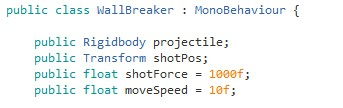 public class WallBreaker : MonoBehaviour {
public Rigidbody projectile;
public Transform shotPos;
public float shotForce = 1000f;
public float moveSpeed = 10f;